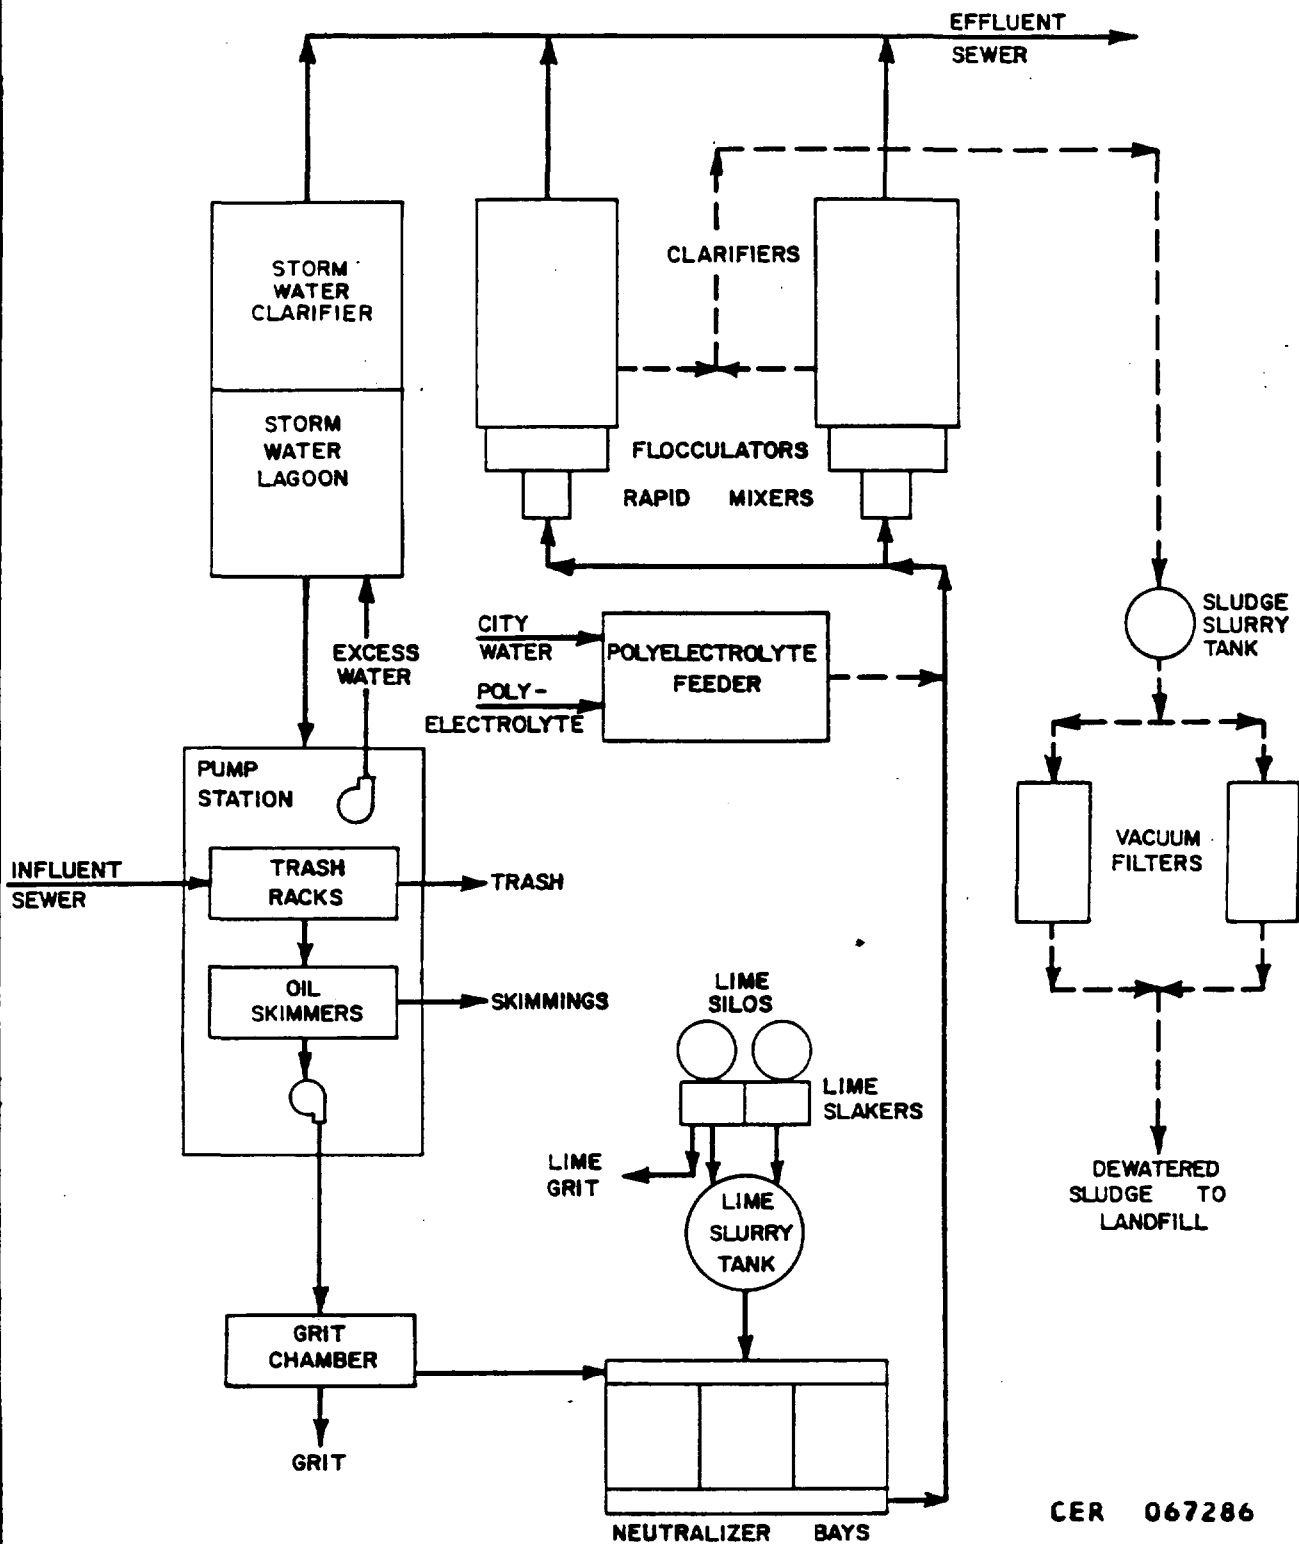 EFFLUENT
SEWER
STORM
WATER
CLARIFIER
CLARIFIERS
STORM
WATER
LAGOON
FLOCCULATORS
RAPID MIXERS
EXCESS
WATER
CITY
WATER
POLY-
ELECTROLYTE
POLYELECTROLYTE
FEEDER
SLUDGE
SLURRY
TANK
PUMP
STATION
INFLUENT
SEWER
TRASH
RACKS
TRASH
VACUUM
FILTERS
OIL
SKIMMERS
SKIMMINGS
LIME
SILOS
LIME
SLAKERS
LIME
GRIT
LIME
SLURRY
TANK
DEWATERED
SLUDGE TO
LANDFILL
GRIT
CHAMBER
GRIT
NEUTRALIZER BAYS
CER 067286